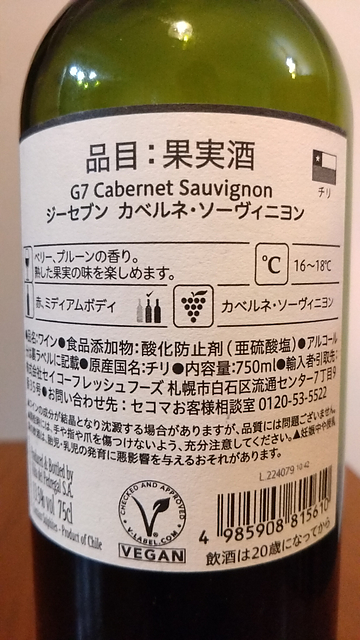 品目：果実酒
G7 Cabernet Sauvignon
ジーセブン カベルネ・ソーヴィニヨン
チリ
ベリー、プルーンの香り。
熟した果実の味を楽しめます。
℃
16～18℃
赤、ミディアムボディ
カベルネ・ソーヴィニヨン
ワイン●食品添加物：酸化防止剤（亜硫酸塩）●アルコール
ラベルに記載●原産国名：チリ●内容量：750ml●輸入者引取先：
株式会社セイコーフレッシュフーズ 札幌市白石区流通センター7丁目9
●お問い合わせ先：セコマお客様相談室 0120-53-5522
ワインの成分が結晶となり沈澱する場合がありますが、品質には問題ございません。
手や指や爪を傷つけないよう、充分注意してください。▲妊娠中や授乳
胎児・乳児の発育に悪影響を与えるおそれがあります。
& Bottled by
del Pedregal S.A.
vol 75cl
- Product of Chile
CHECKED AND APPROVED
V-LABEL.COM
VEGAN
L.224079 10:42
4 985908 815610
飲酒は20歳になってから